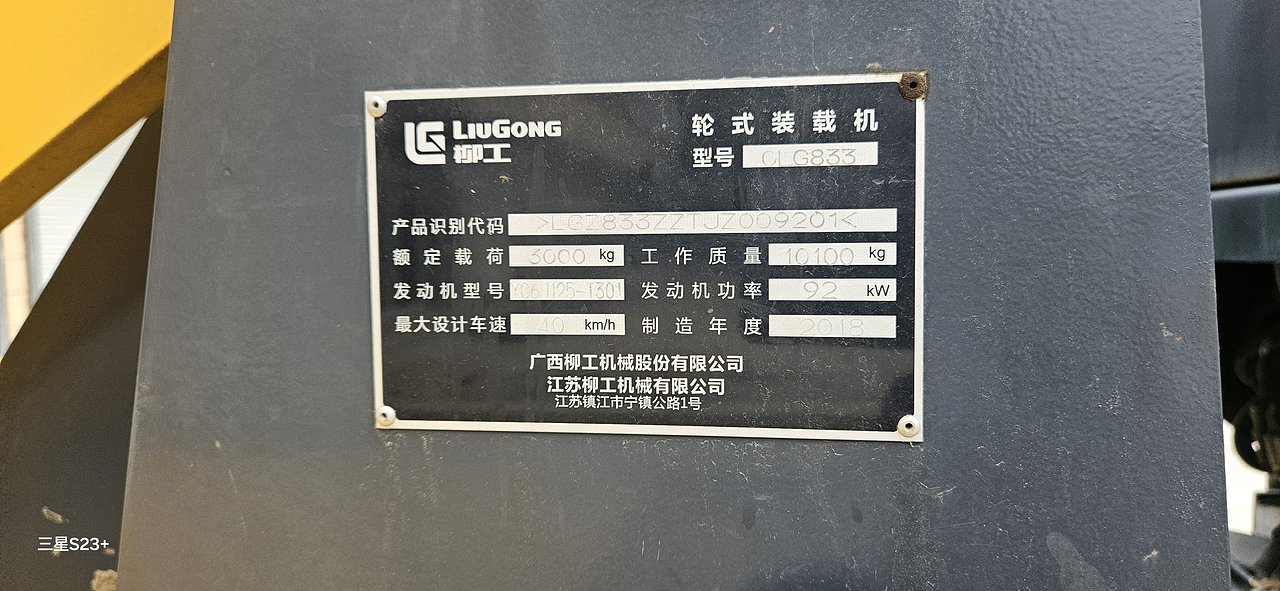 LIUGONG
柳工
轮式装载机
型号 CLG833
产品识别代码 >LGZ833ZZTJZ009201<
额定载荷 3000 kg 工作质量 10100 kg
发动机型号 YC6J125-T301 发动机功率 92 kW
最大设计车速 40 km/h 制造年度 2018
广西柳工机械股份有限公司
江苏柳工机械有限公司
江苏镇江市宁镇公路1号
三星S23+